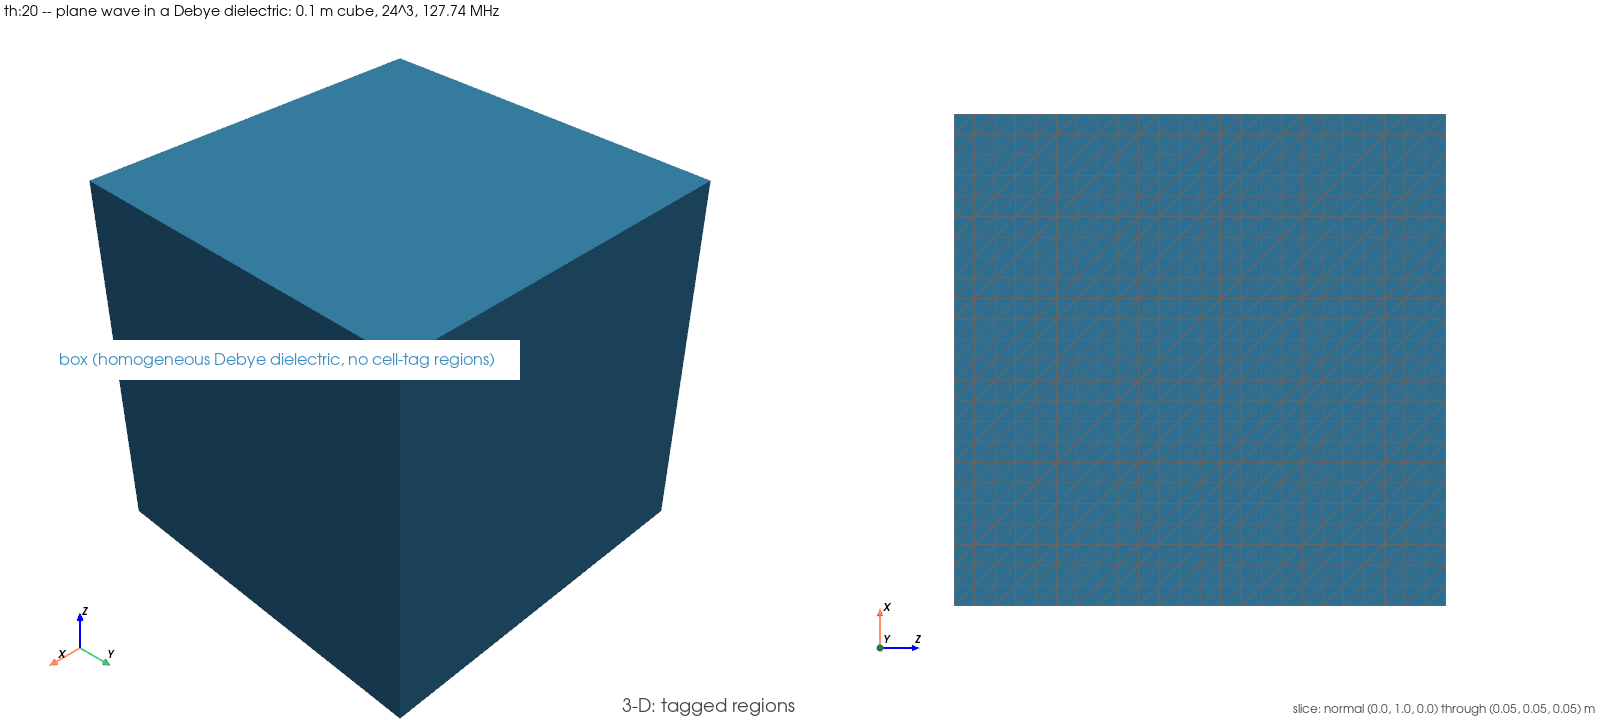 th:20 -- plane wave in a Debye dielectric: 0.1 m cube, 24^3, 127.74 MHz
box (homogeneous Debye dielectric, no cell-tag regions)
Z
X
Y
X
Y
Z
3-D: tagged regions
slice: normal (0.0, 1.0, 0.0) through (0.05, 0.05, 0.05) m